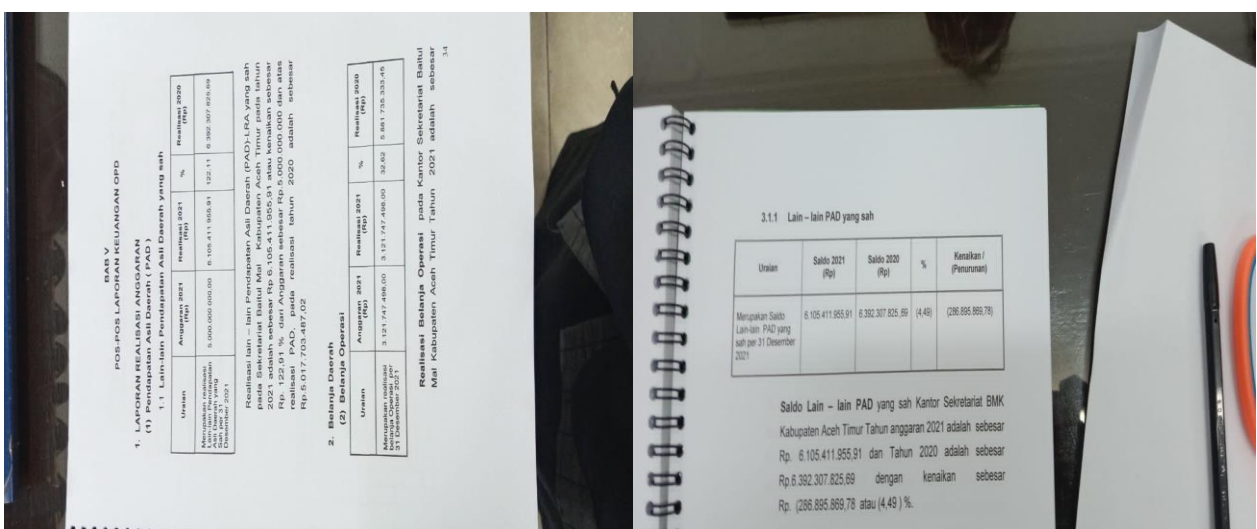 BAB V
POS-POS LAPORAN KEUANGAN OPD
1. LAPORAN REALISASI ANGGARAN
(1) Pendapatan Asli Daerah ( PAD )
1.1 Lain-lain Pendapatan Asli Daerah yang sah
Uraian Anggaran 2021 (Rp) Realisasi 2021 (Rp) % Realisasi 2020 (Rp)
Merupakan realisasi Lain-lain Pendapatan Asli Daerah yang Sah per 31 Desember 2021 5.000.000.000,00 6.105.411.955,91 122,11 6.392.307.825,69
Realisasi lain – lain Pendapatan Asli Daerah (PAD)-LRA yang sah
pada Sekretariat Baitul Mal Kabupaten Aceh Timur pada tahun
2021 adalah sebesar Rp 6.105.411.955,91 atau kenaikan sebesar
Rp. 122,91 % dari Anggaran sebesar Rp.5.000.000.000 dan atas
realisasi PAD, pada realisasi tahun 2020 adalah sebesar
Rp.5.017.703.487,02
2. Belanja Daerah
(2) Belanja Operasi
Uraian Anggaran 2021 (Rp) Realisasi 2021 (Rp) % Realisasi 2020 (Rp)
Merupakan realisasi belanja Operasi per 31 Desember 2021 3.121.747.498,00 3.121.747.498,00 32,62 5.881.735.333,45
Realisasi Belanja Operasi pada Kantor Sekretariat Baitul
Mal Kabupaten Aceh Timur Tahun 2021 adalah sebesar
34
3.1.1 Lain – lain PAD yang sah
Uraian Saldo 2021 (Rp) Saldo 2020 (Rp) % Kenaikan / (Penurunan)
Merupakan Saldo Lain-lain PAD yang sah per 31 Desember 2021 6.105.411.955,91 6.392.307.825,69 (4,49) (286.895.869,78)
Saldo Lain – lain PAD yang sah Kantor Sekretariat BMK
Kabupaten Aceh Timur Tahun anggaran 2021 adalah sebesar
Rp. 6.105.411.955,91 dan Tahun 2020 adalah sebesar
Rp.6.392.307.825,69 dengan kenaikan sebesar
Rp. (286.895.869,78 atau (4,49 ) %.